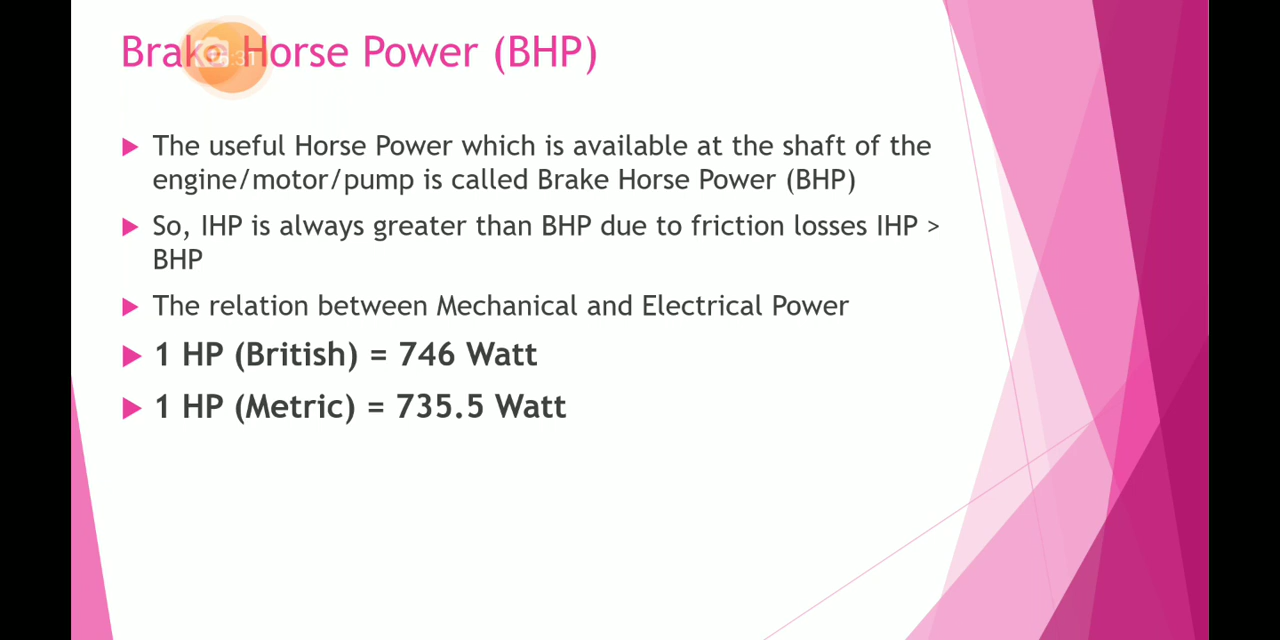 Brake Horse Power (BHP)
The useful Horse Power which is available at the shaft of the
engine/motor/pump is called Brake Horse Power (BHP)
So, IHP is always greater than BHP due to friction losses IHP >
BHP
The relation between Mechanical and Electrical Power
1 HP (British) = 746 Watt
1 HP (Metric) = 735.5 Watt